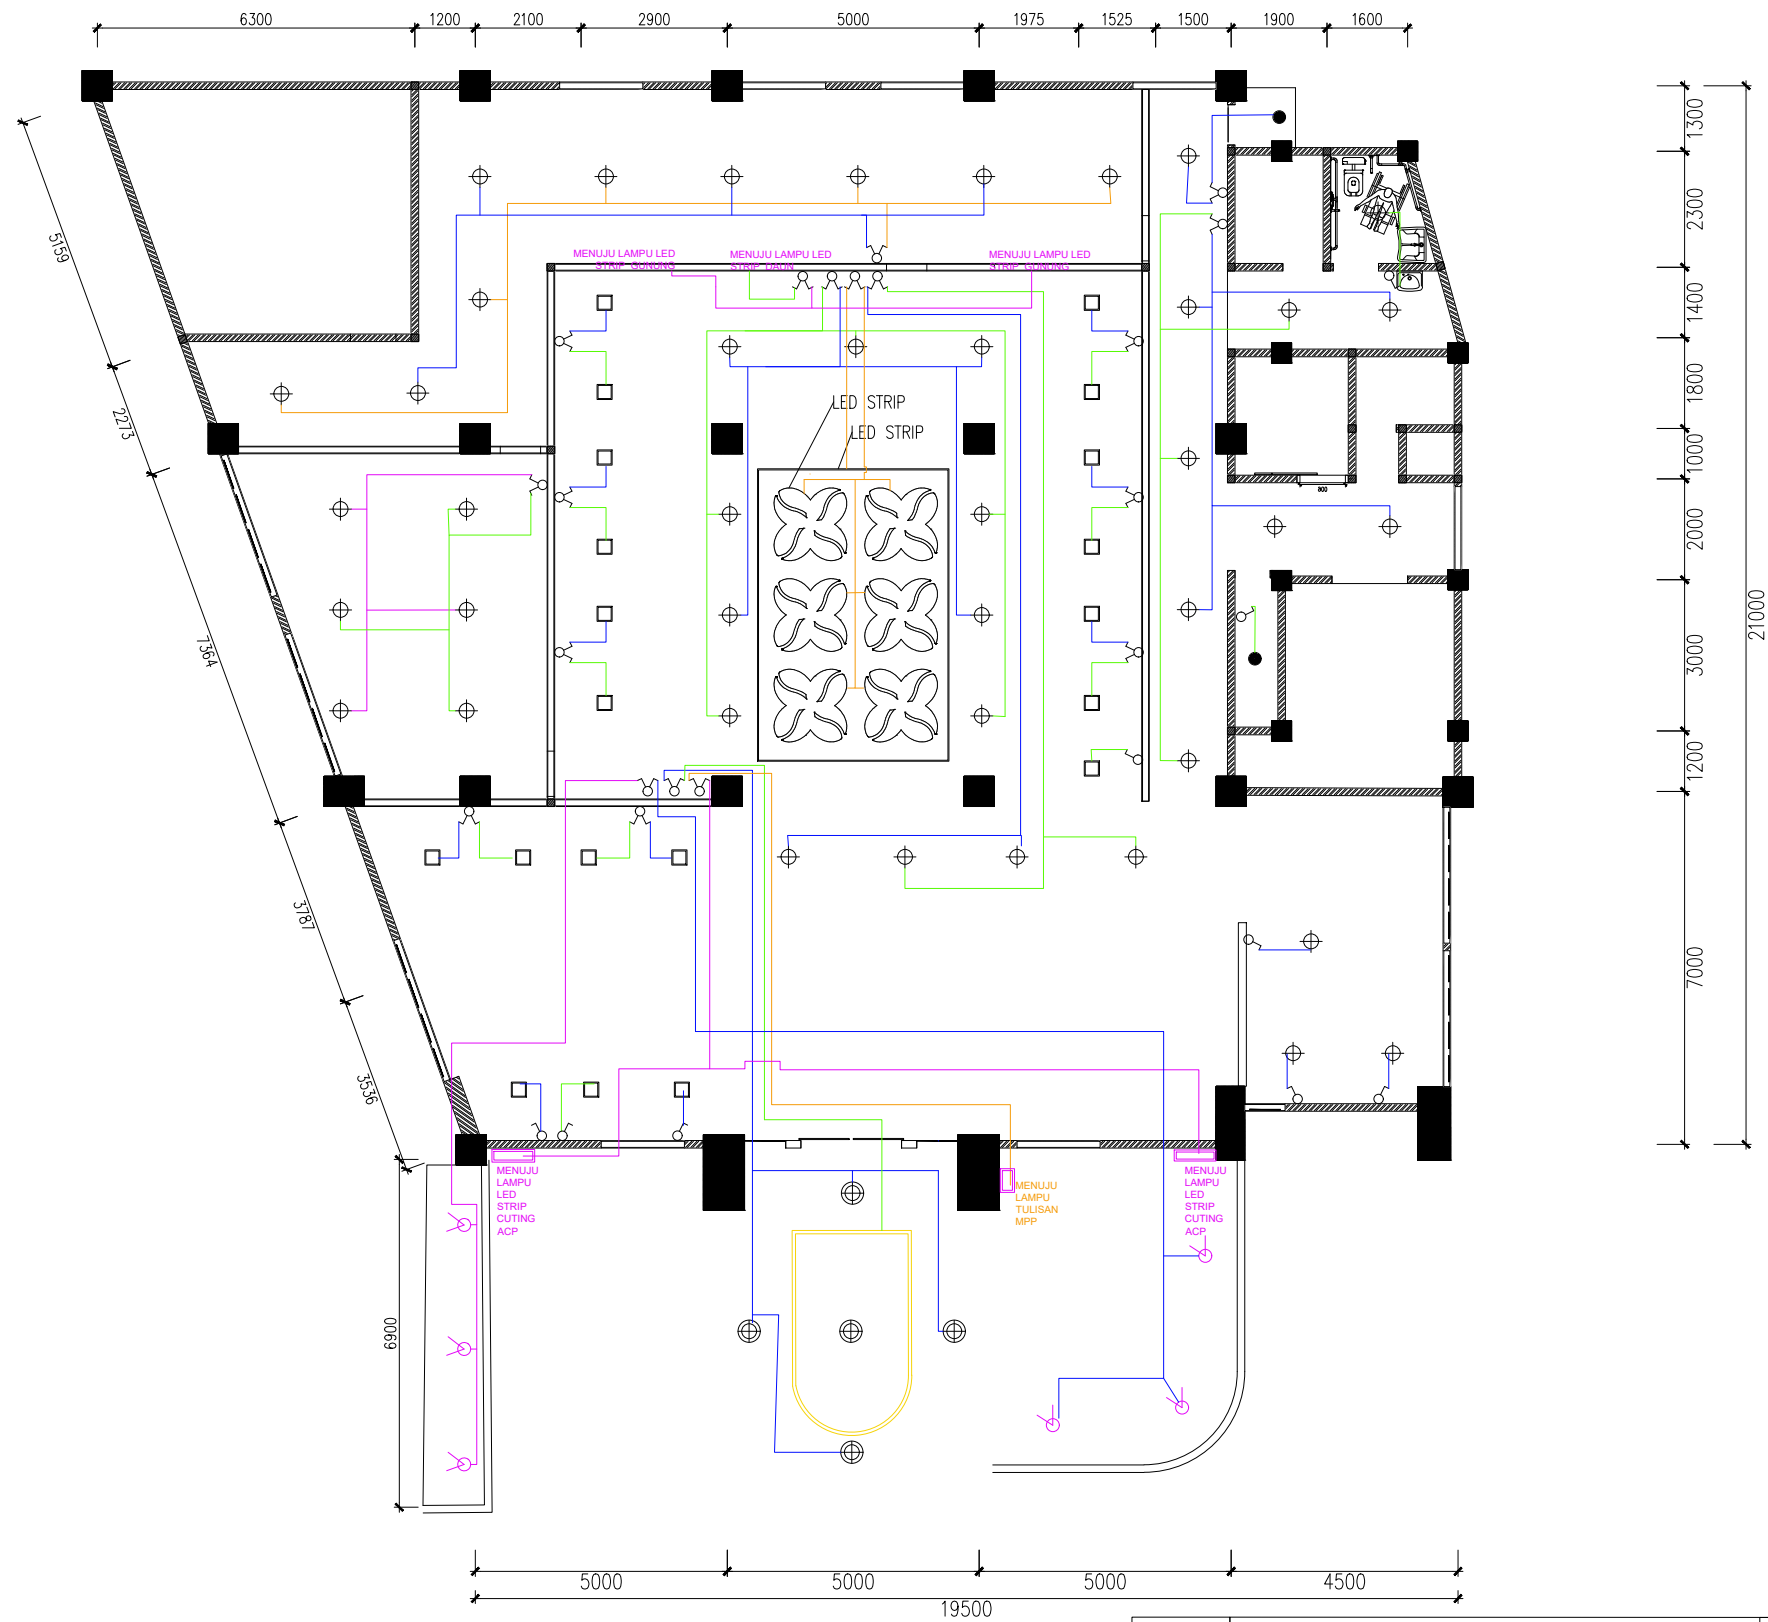 6300 1200 2100 2900 5000 1975 1525 1500 1900 1600
1300
2300
1400
1800
1000
2000
3000
1200
7000
21000
5159
2273
7364
3787
3536
6900
MENUJU LAMPU LED
STRIP GUNUNG
MENUJU LAMPU LED
STRIP DAUN
MENUJU LAMPU LED
STRIP GUNUNG
LED STRIP
LED STRIP
800
MENUJU
LAMPU
LED
STRIP
CUTING
ACP
MENUJU
LAMPU
TULISAN
MPP
MENUJU
LAMPU
LED
STRIP
CUTING
ACP
5000 5000 5000 4500
19500